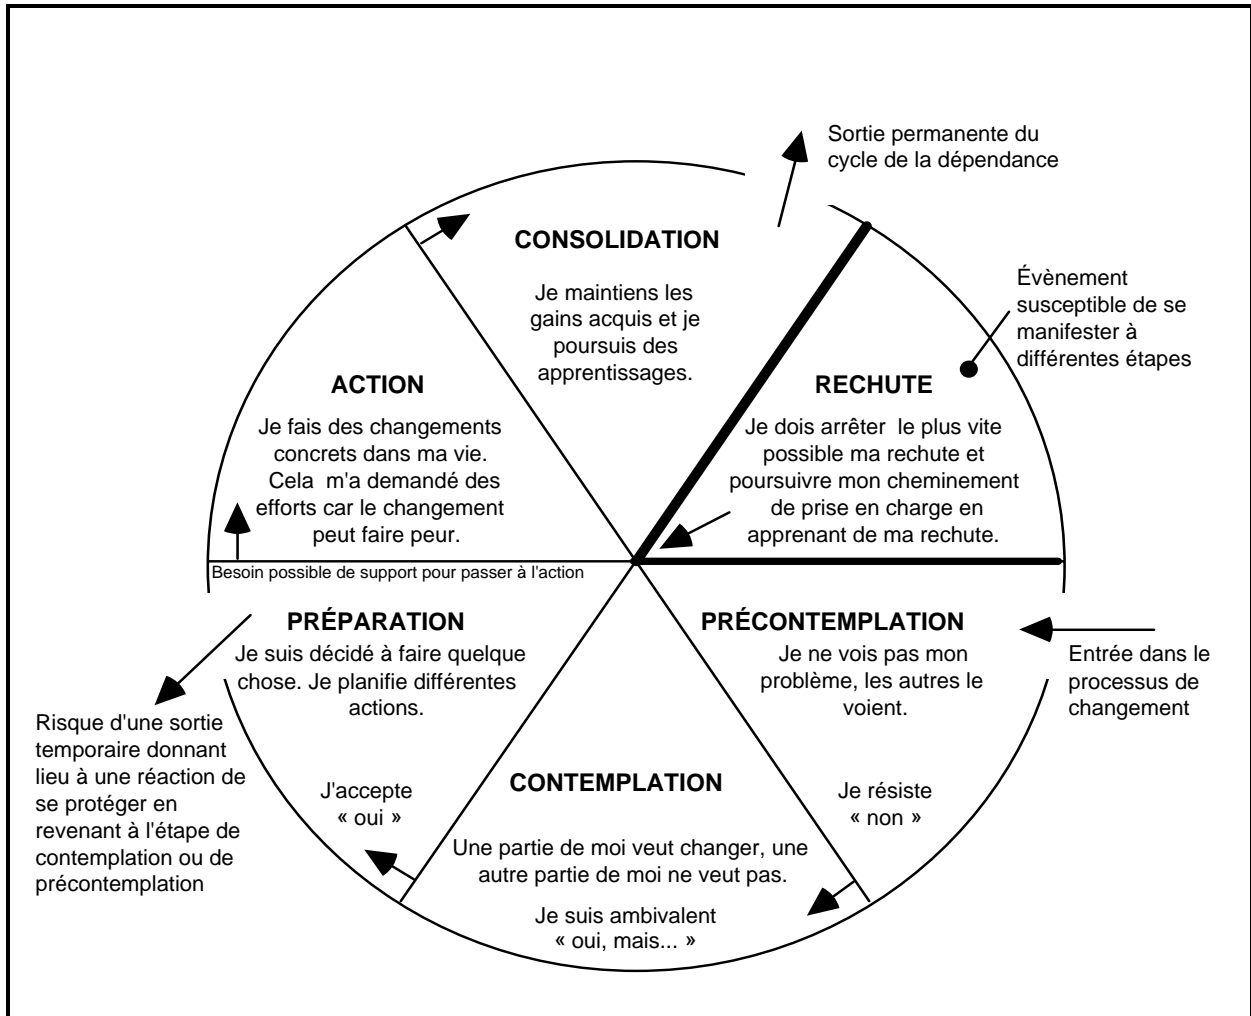 Sortie permanente du
cycle de la dépendance
CONSOLIDATION
Je maintiens les
gains acquis et je
poursuis des
apprentissages.
Évènement
susceptible de se
manifester à
différentes étapes
ACTION
Je fais des changements
concrets dans ma vie.
Cela m'a demandé des
efforts car le changement
peut faire peur.
RECHUTE
Je dois arrêter le plus vite
possible ma rechute et
poursuivre mon cheminement
de prise en charge en
apprenant de ma rechute.
Besoin possible de support pour passer à l'action
PRÉPARATION
Je suis décidé à faire quelque
chose. Je planifie différentes
actions.
J'accepte
« oui »
PRÉCONTEMPLATION
Je ne vois pas mon
problème, les autres le
voient.
Je résiste
« non »
Entrée dans le
processus de
changement
Risque d'une sortie
temporaire donnant
lieu à une réaction de
se protéger en
revenant à l'étape de
contemplation ou de
précontemplation
CONTEMPLATION
Une partie de moi veut changer, une
autre partie de moi ne veut pas.
Je suis ambivalent
« oui, mais... »